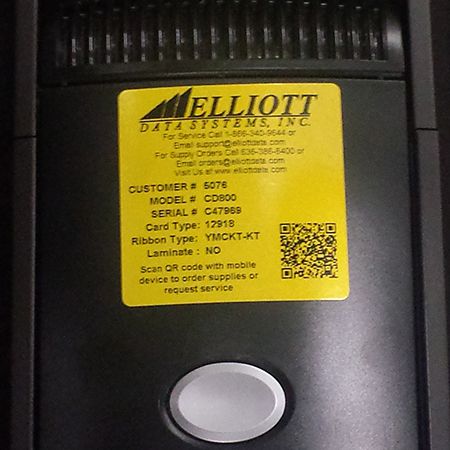 ELLIOTT
DATA SYSTEMS, INC.
For Service Call 1-866-340-9644 or
Email support@elliottdata.com
For Supply Orders Call 636-386-6400 or
Email orders@elliottdata.com
Visit Us at www.elliottdata.com
CUSTOMER # 5076
MODEL # CD800
SERIAL # C47969
Card Type: 12918
Ribbon Type: YMCKT-KT
Laminate : NO
Scan QR code with mobile
device to order supplies or
request service